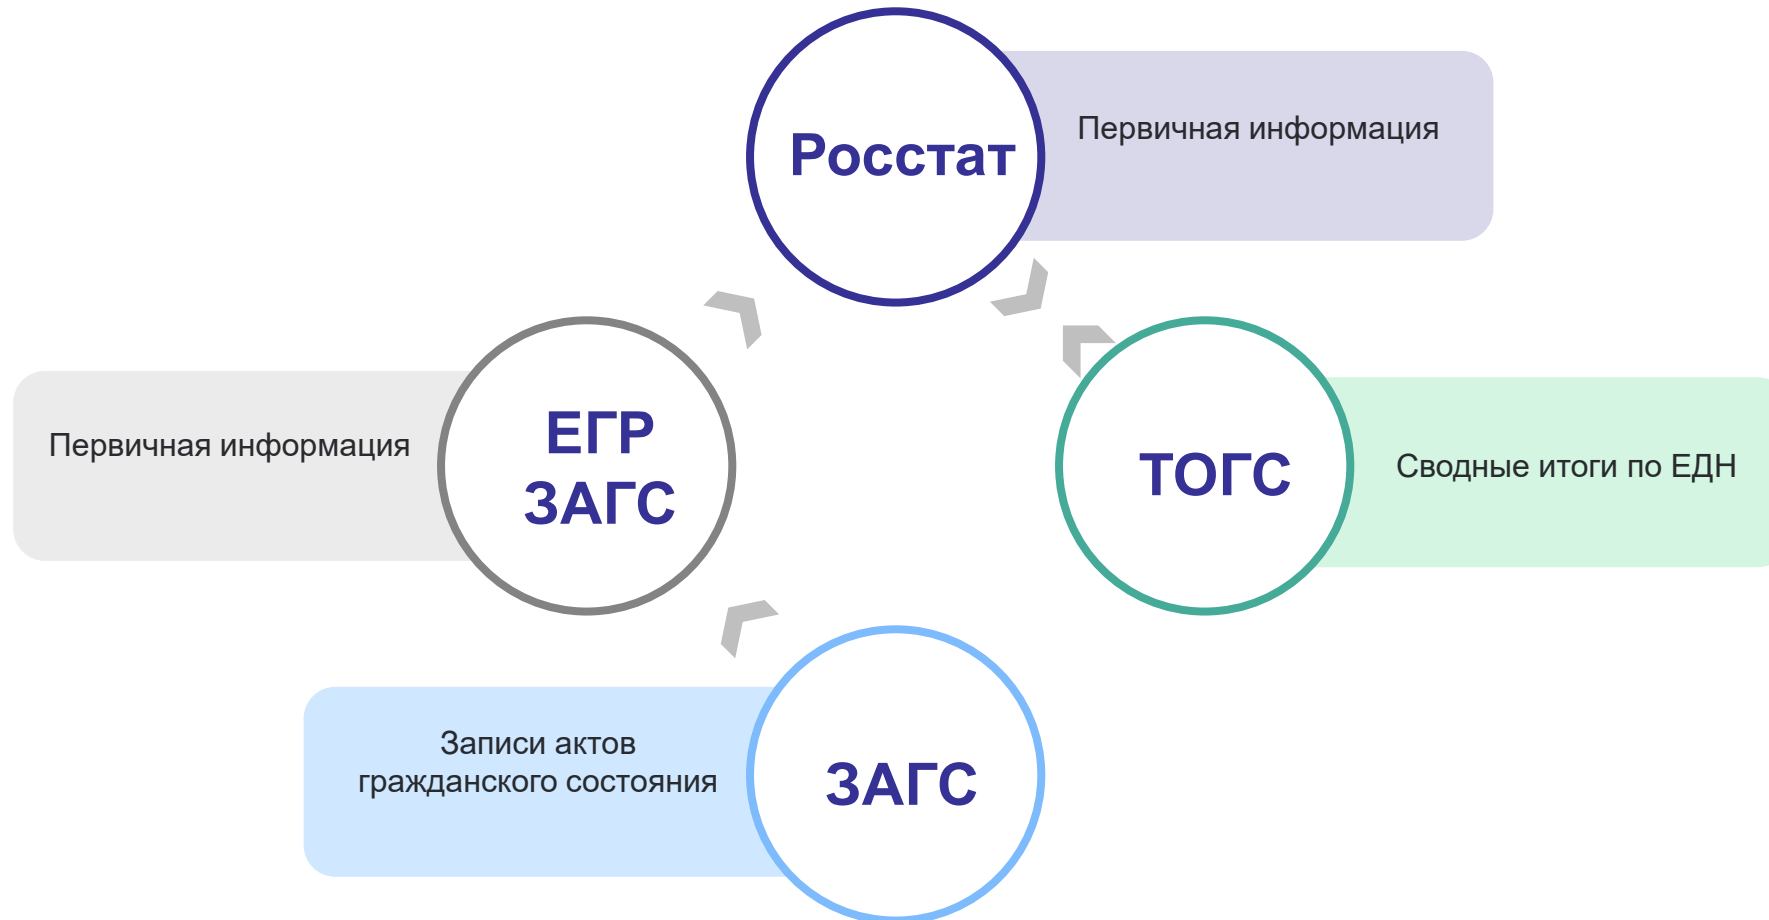 Росстат
Первичная информация
Первичная информация
ЕГР
ЗАГС
ТОГС
Сводные итоги по ЕДН
Записи актов
гражданского состояния
ЗАГС